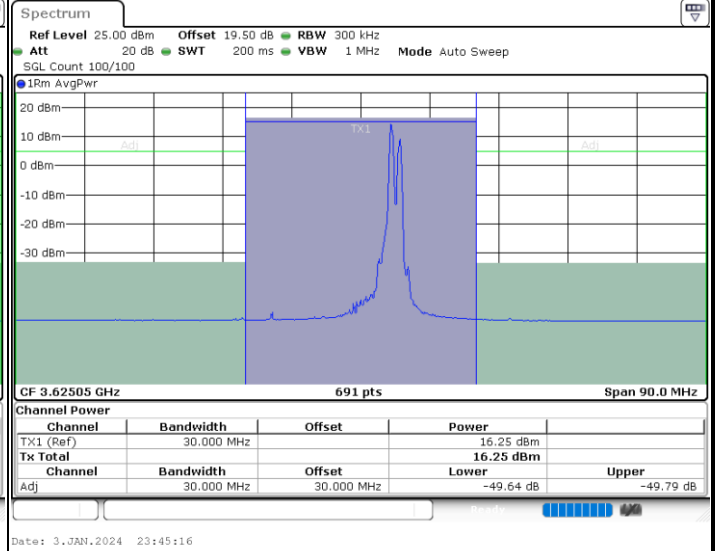 Spectrum
Ref Level 25.00 dBm Offset 19.50 dB RBW 300 kHz
Att 20 dB SWT 200 ms VBW 1 MHz Mode Auto Sweep
SGL Count 100/100
1Rm AvgPwr
20 dBm
TX1
10 dBm
Adj Adj
0 dBm
-10 dBm
-20 dBm
-30 dBm
CF 3.62505 GHz 691 pts Span 90.0 MHz
Channel Power
Channel Bandwidth Offset Power
TX1 (Ref) 30.000 MHz 16.25 dBm
Tx Total 16.25 dBm
Channel Bandwidth Offset Lower Upper
Adj 30.000 MHz 30.000 MHz -49.64 dB -49.79 dB
Ready
Date: 3.JAN.2024 23:45:16